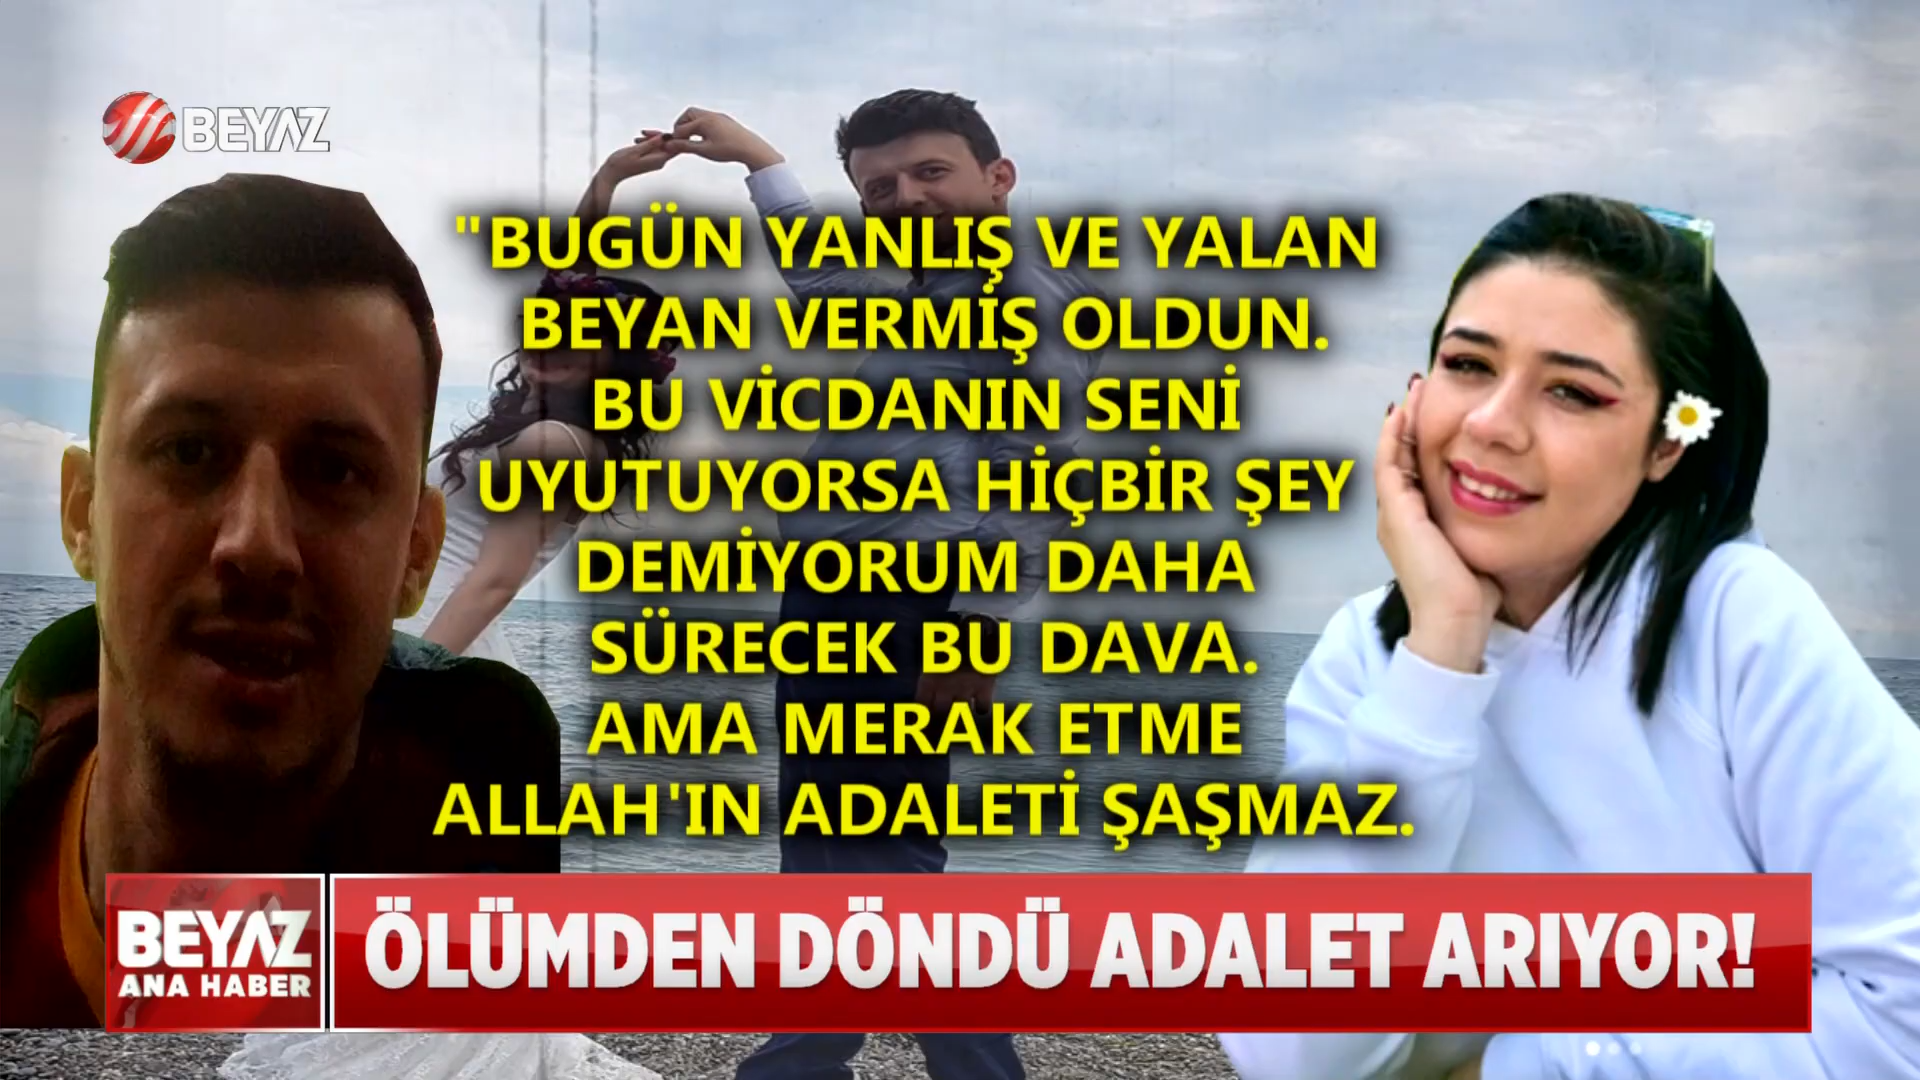 BEYAZ
"BUGÜN YANLIŞ VE YALAN
BEYAN VERMİŞ OLDUN.
BU VİCDANIN SENİ
UYUTUYORSA HİÇBİR ŞEY
DEMİYORUM DAHA
SÜRECEK BU DAVA.
AMA MERAK ETME
ALLAH'IN ADALETİ ŞAŞMAZ.
BEYAZ
ANA HABER
ÖLÜMDEN DÖNDÜ ADALET ARIYOR!